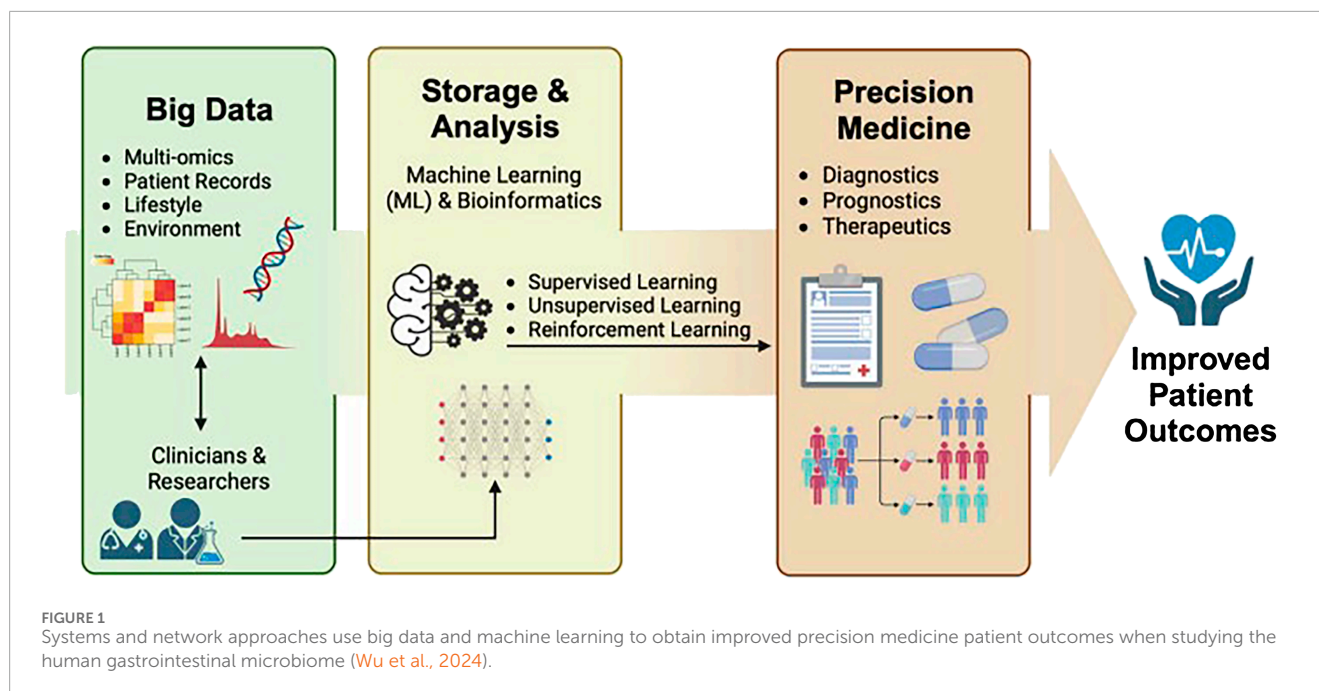 Big Data
• Multi-omics
• Patient Records
• Lifestyle
• Environment
Clinicians &
Researchers
Storage &
Analysis
Machine Learning
(ML) & Bioinformatics
• Supervised Learning
• Unsupervised Learning
• Reinforcement Learning
Precision
Medicine
• Diagnostics
• Prognostics
• Therapeutics
Improved
Patient
Outcomes
FIGURE 1
Systems and network approaches use big data and machine learning to obtain improved precision medicine patient outcomes when studying the
human gastrointestinal microbiome (Wu et al., 2024).